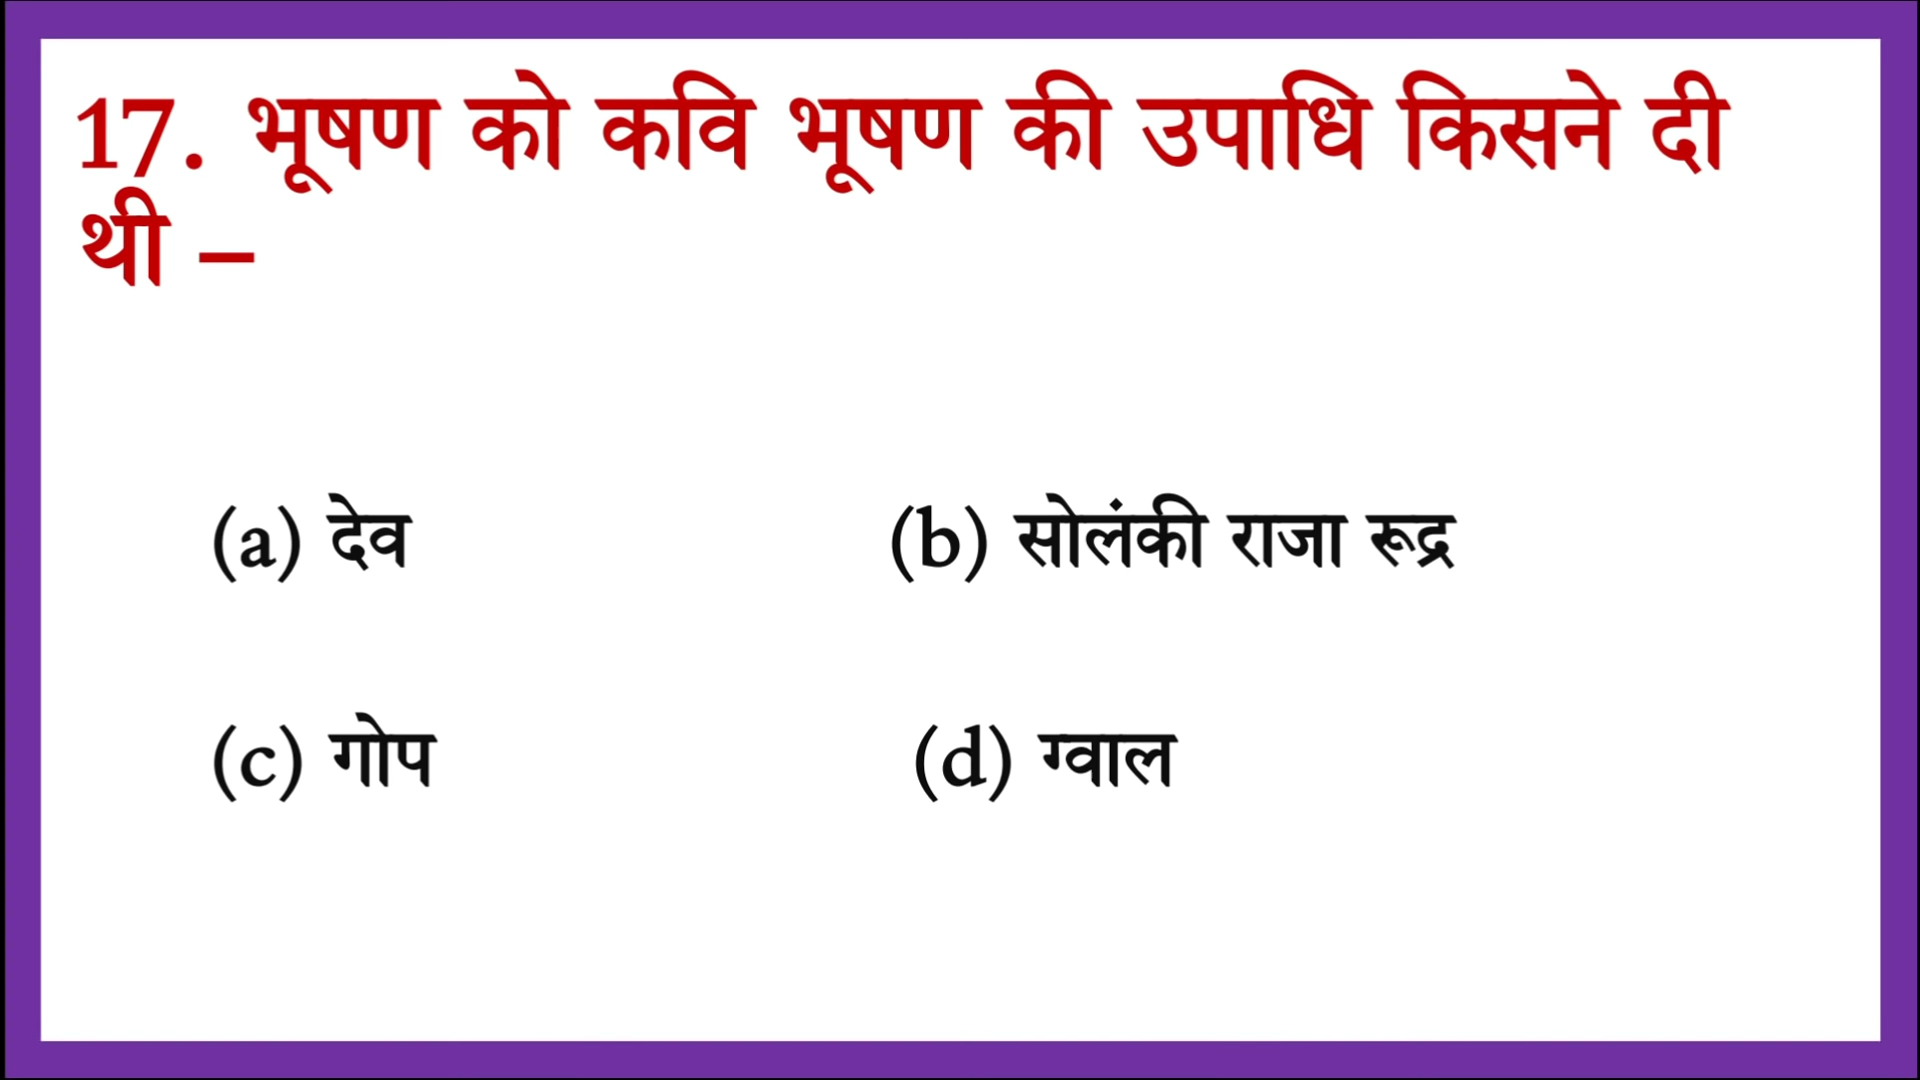 17. भूषण को कवि भूषण की उपाधि किसने दी
थी –
(a) देव (b) सोलंकी राजा रूद्र
(c) गोप (d) ग्वाल